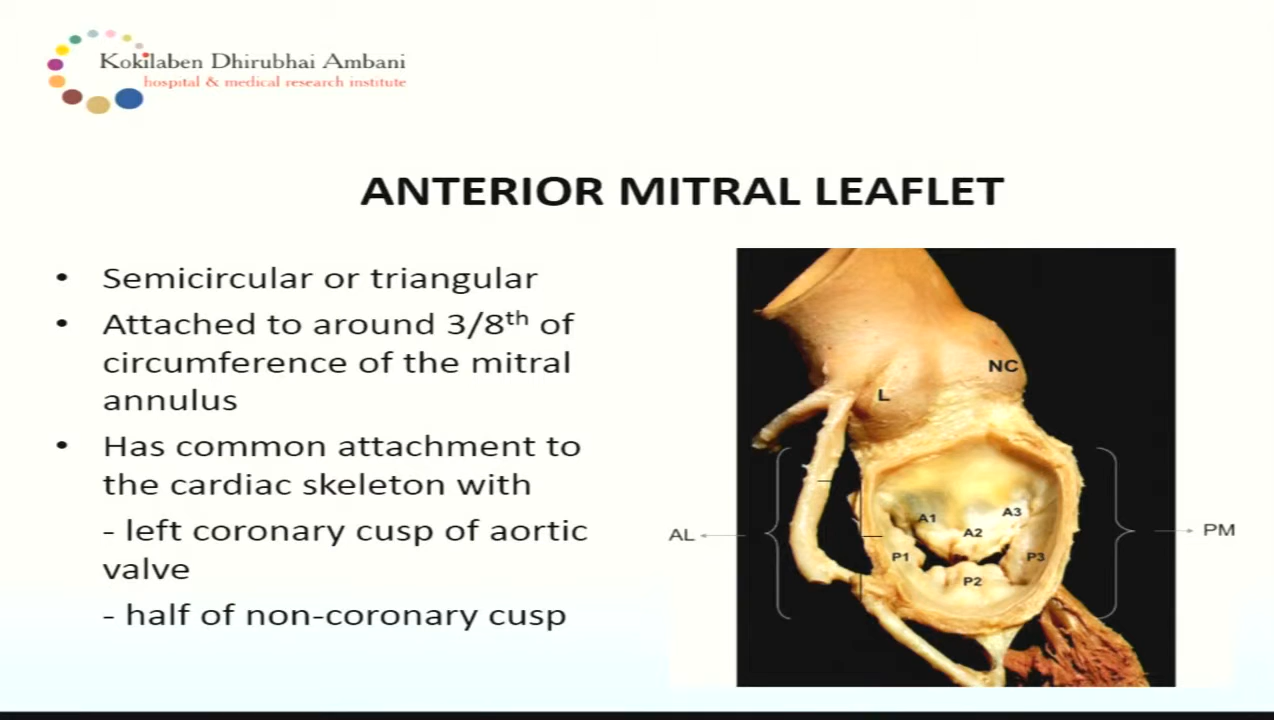 Kokilaben Dhirubhai Ambani
hospital & medical research institute
ANTERIOR MITRAL LEAFLET
• Semicircular or triangular
• Attached to around 3/8th of
circumference of the mitral
annulus
• Has common attachment to
the cardiac skeleton with
- left coronary cusp of aortic
valve
- half of non-coronary cusp
NC
L
A1
A3
A2
AL
PM
P1
P3
P2